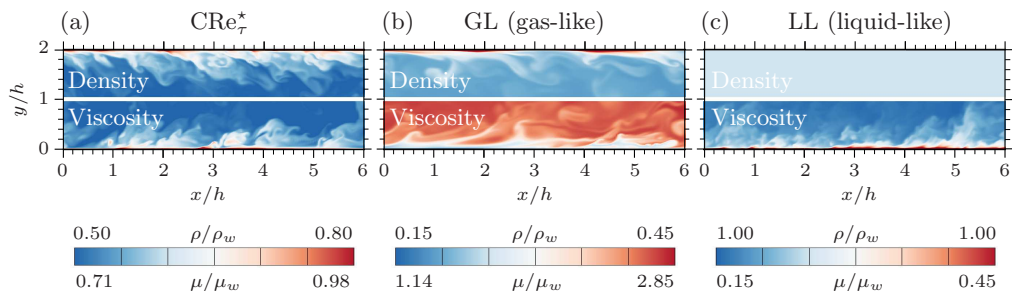 (a) CRe⋆τ (b) GL (gas-like) (c) LL (liquid-like)
2
Density Density Density
y/h 1
Viscosity Viscosity Viscosity
0
0 1 2 3 4 5 6 0 1 2 3 4 5 6 0 1 2 3 4 5 6
x/h x/h x/h
0.50 ρ/ρw 0.80 0.15 ρ/ρw 0.45 1.00 ρ/ρw 1.00
0.71 μ/μw 0.98 1.14 μ/μw 2.85 0.15 μ/μw 0.45